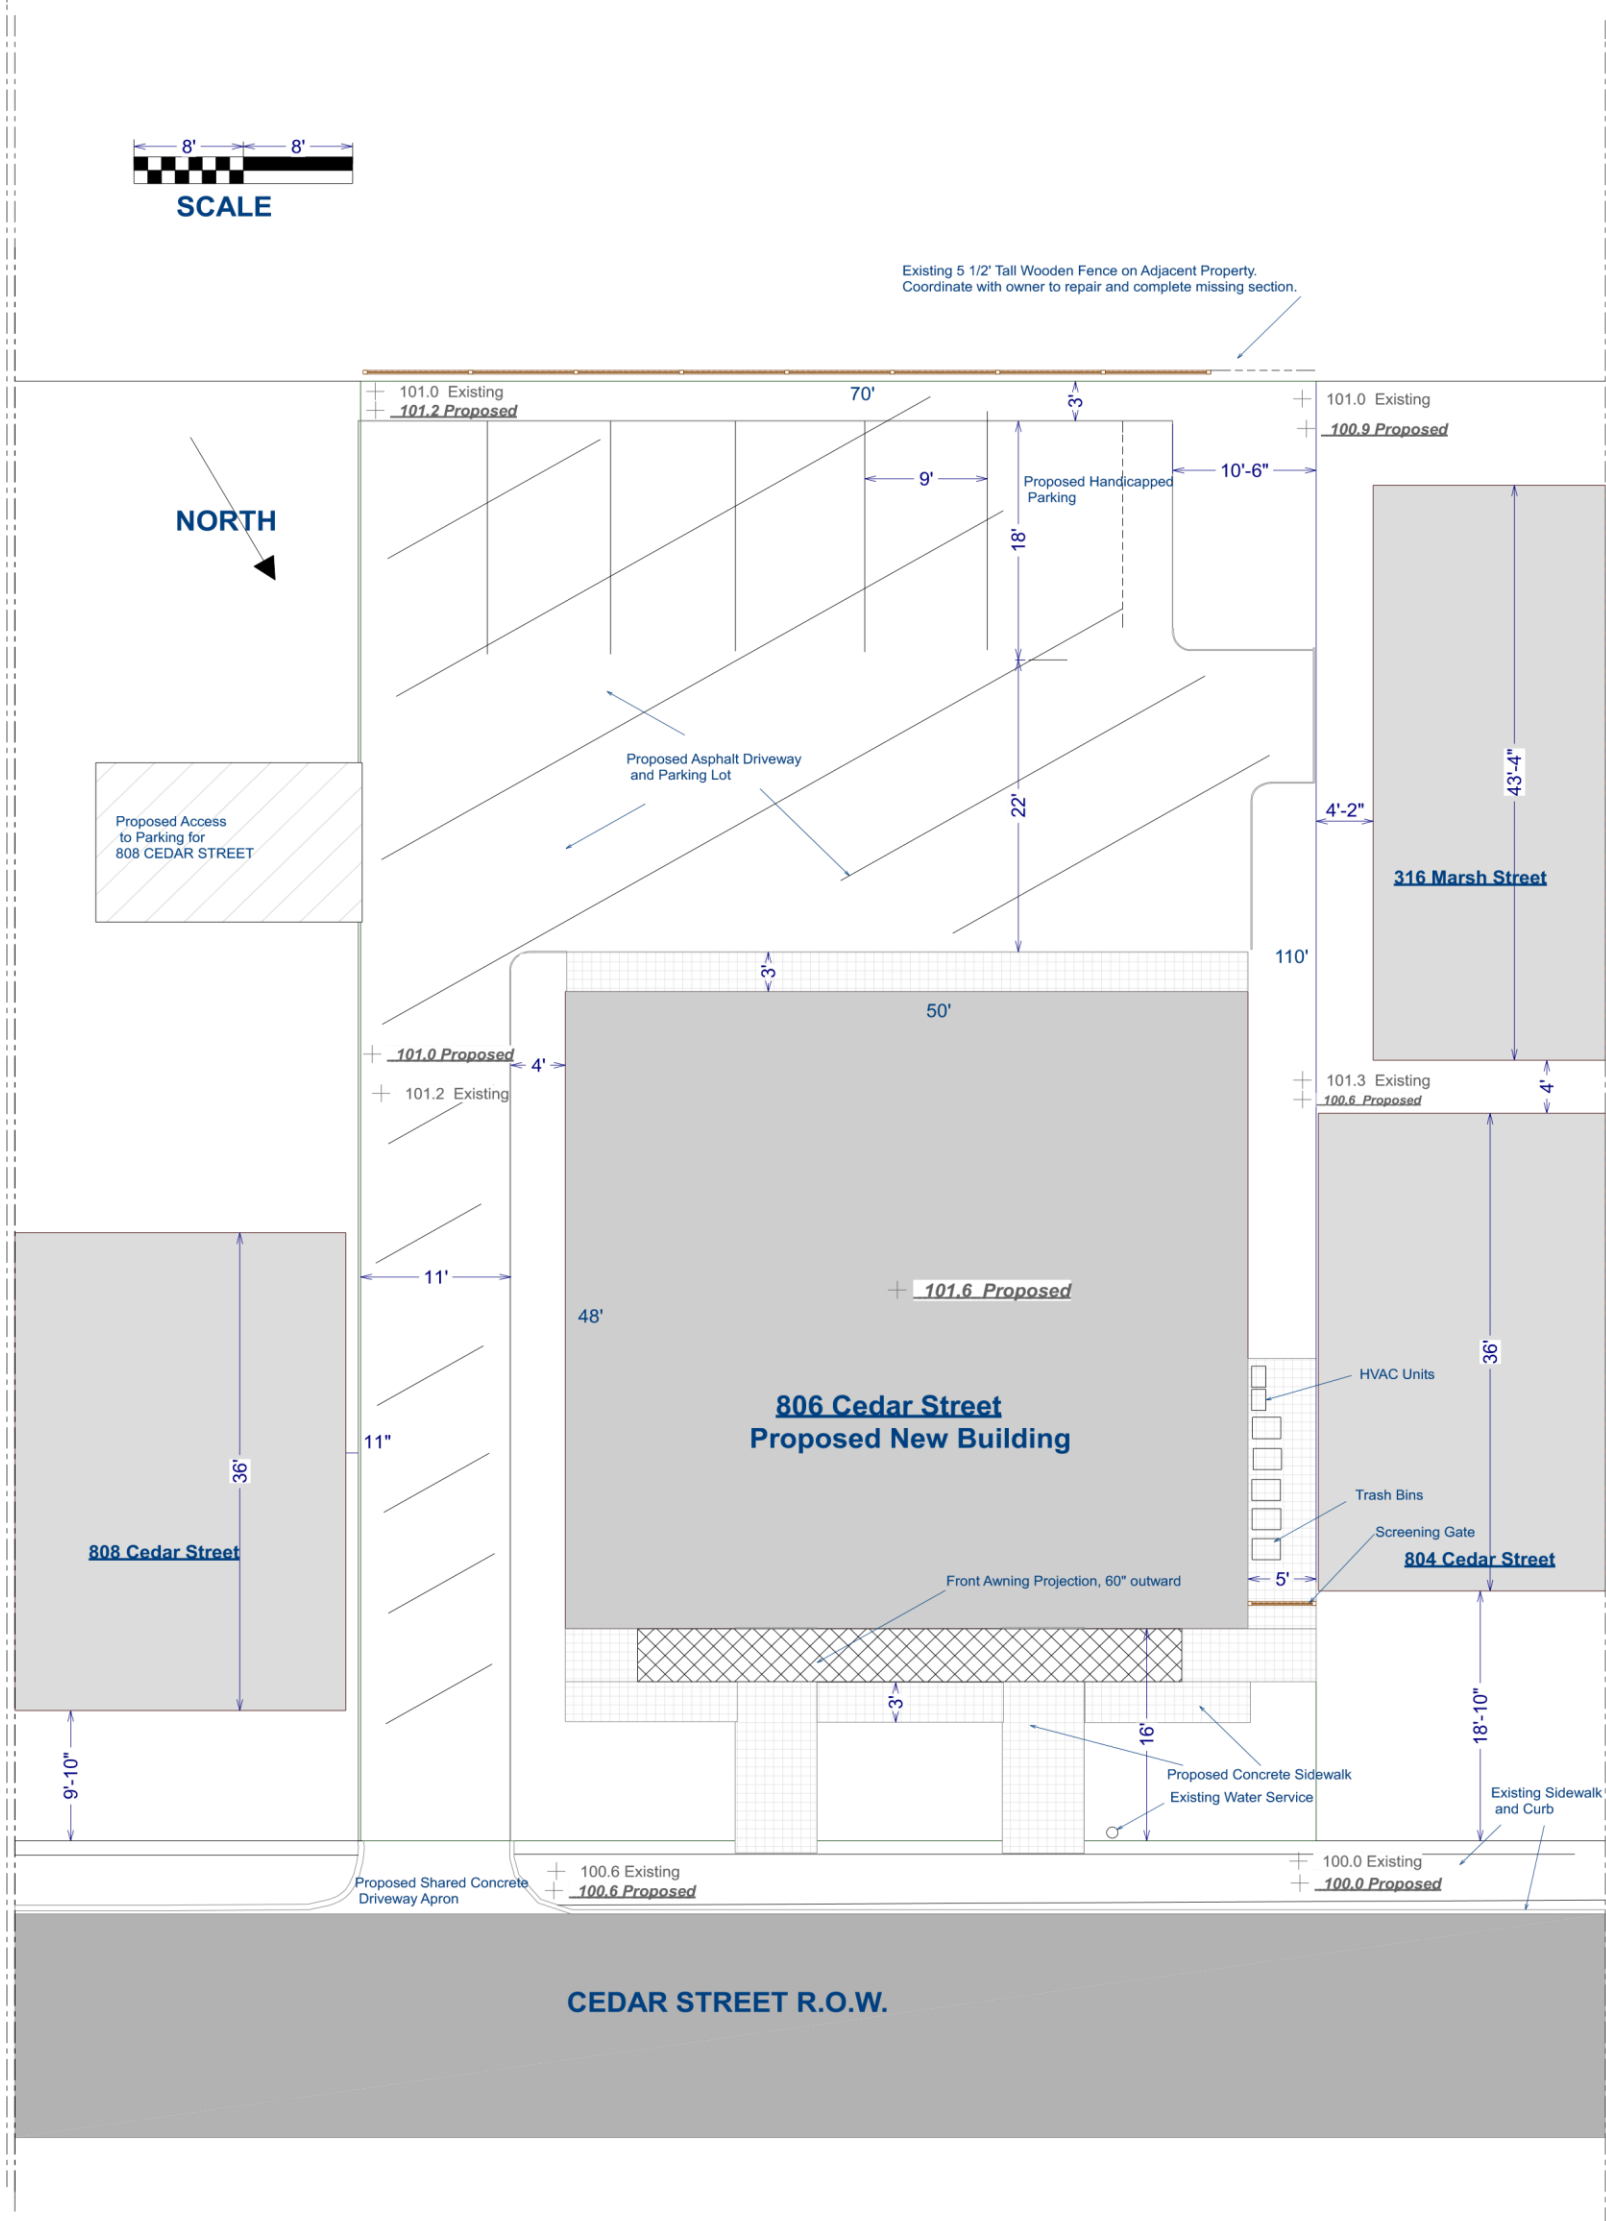 8'
8'
SCALE
Existing 5 1/2' Tall Wooden Fence on Adjacent Property.
Coordinate with owner to repair and complete missing section.
101.0 Existing
101.2 Proposed
70'
3'
101.0 Existing
100.9 Proposed
9'
10'-6"
Proposed Handicapped
Parking
18'
NORTH
Proposed Asphalt Driveway
and Parking Lot
22'
43'-4"
4'-2"
Proposed Access
to Parking for
808 CEDAR STREET
316 Marsh Street
110'
3'
50'
101.0 Proposed
4'
101.2 Existing
101.3 Existing
100.6 Proposed
4'
11'
101.6 Proposed
48'
36'
HVAC Units
806 Cedar Street
Proposed New Building
11"
36'
Trash Bins
Screening Gate
808 Cedar Street
804 Cedar Street
Front Awning Projection, 60" outward
5'
3'
16'
18'-10"
9'-10"
Proposed Concrete Sidewalk
Existing Water Service
Existing Sidewalk
and Curb
100.6 Existing
100.6 Proposed
100.0 Existing
100.0 Proposed
Proposed Shared Concrete
Driveway Apron
CEDAR STREET R.O.W.